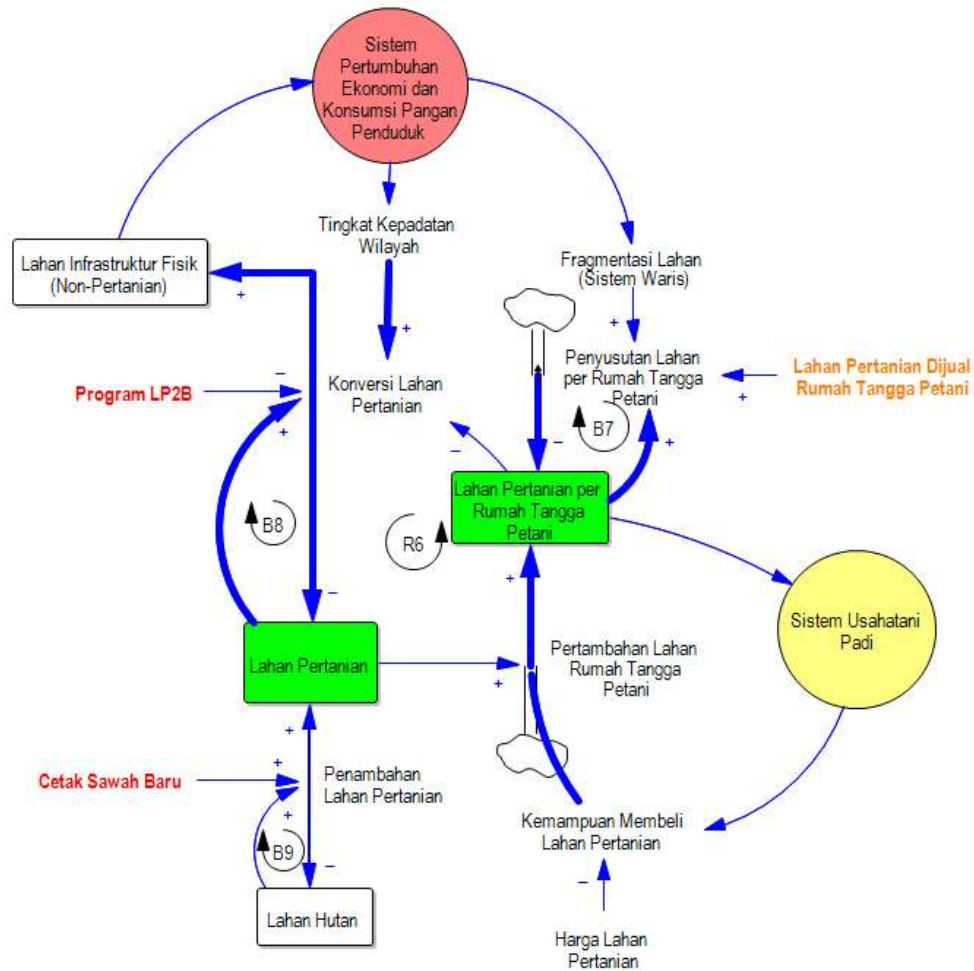 Sistem
Pertumbuhan
Ekonomi dan
Konsumsi Pangan
Penduduk
Tingkat Kepadatan
Wilayah
Lahan Infrastruktur Fisik
(Non-Pertanian)
+
Fragmentasi Lahan
(Sistem Waris)
+
+
Penyusutan Lahan
per Rumah Tangga
Petani
Lahan Pertanian Dijual
Rumah Tangga Petani
+
Program LP2B
–
+
Konversi Lahan
Pertanian
B7
–
+
–
Lahan Pertanian per
Rumah Tangga
Petani
B8
R6
+
–
Sistem Usahatani
Padi
Lahan Pertanian
+
Pertambahan Lahan
Rumah Tangga
Petani
+
Cetak Sawah Baru
+
+
Penambahan
Lahan Pertanian
B9
–
Kemampuan Membeli
Lahan Pertanian
–
Lahan Hutan
Harga Lahan
Pertanian